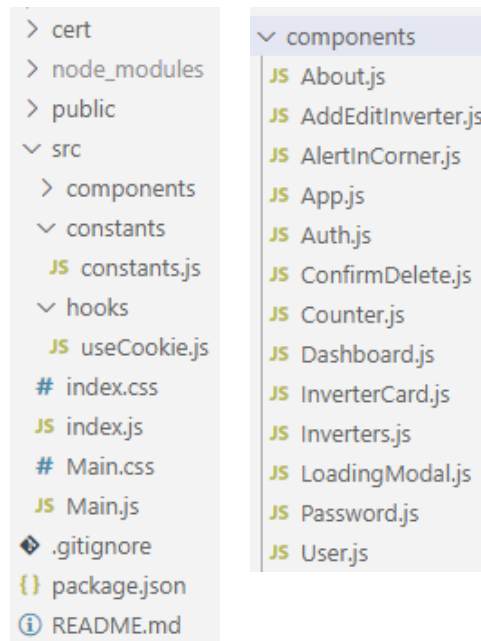 cert
node_modules
public
src
components
constants
JS constants.js
hooks
JS useCookie.js
# index.css
JS index.js
# Main.css
JS Main.js
.gitignore
{} package.json
README.md
components
JS About.js
JS AddEditInverter.js
JS AlertInCorner.js
JS App.js
JS Auth.js
JS ConfirmDelete.js
JS Counter.js
JS Dashboard.js
JS InverterCard.js
JS Inverters.js
JS LoadingModal.js
JS Password.js
JS User.js